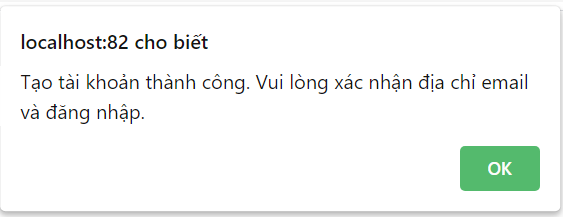 localhost:82 cho biết
Tạo tài khoản thành công. Vui lòng xác nhận địa chỉ email
và đăng nhập.
OK